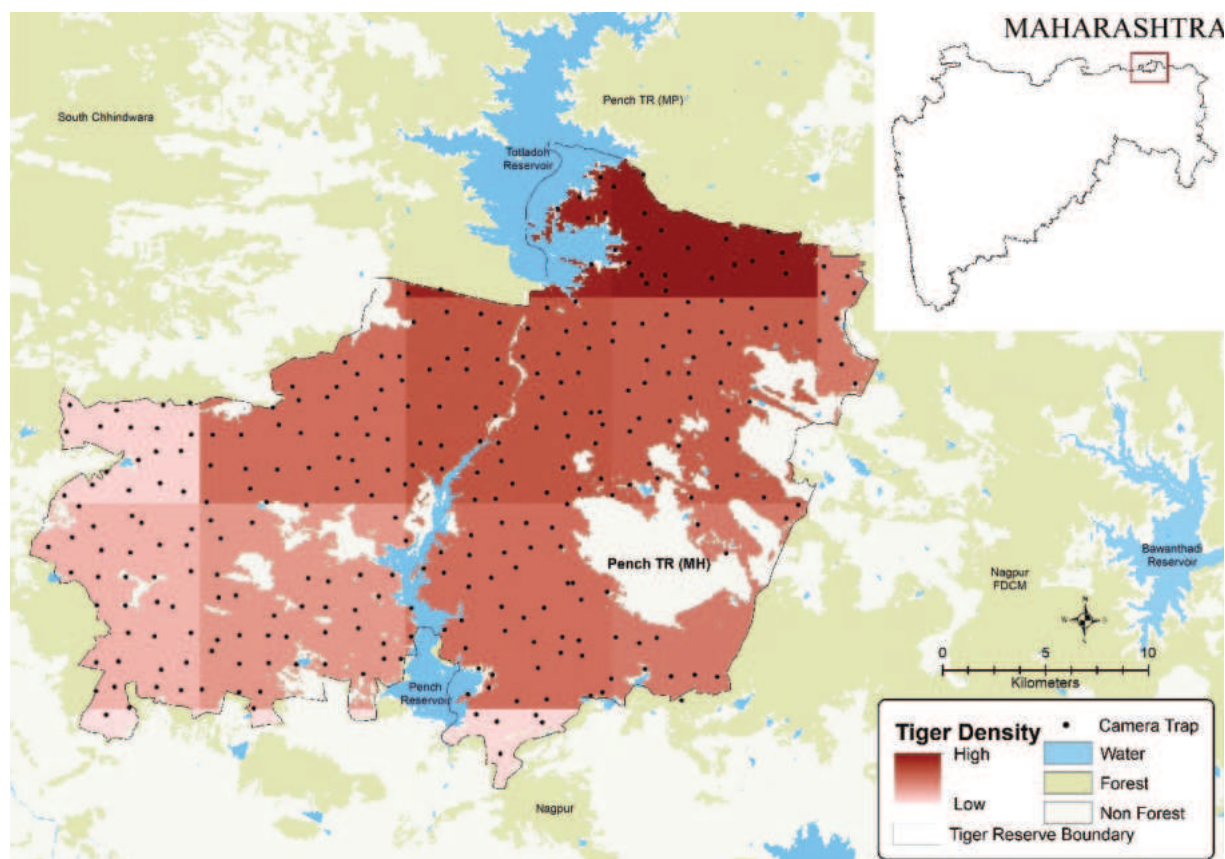 MAHARASHTRA
South Chhindwara
Pench TR (MP)
Totladoh
Reservoir
Pench TR (MH)
Nagpur
FDCM
Bawanthadi
Reservoir
N
W E
S
0 5 10
Kilometers
Pench
Reservoir
Nagpur
Tiger Density
High
Low
Camera Trap
Water
Forest
Non Forest
Tiger Reserve Boundary